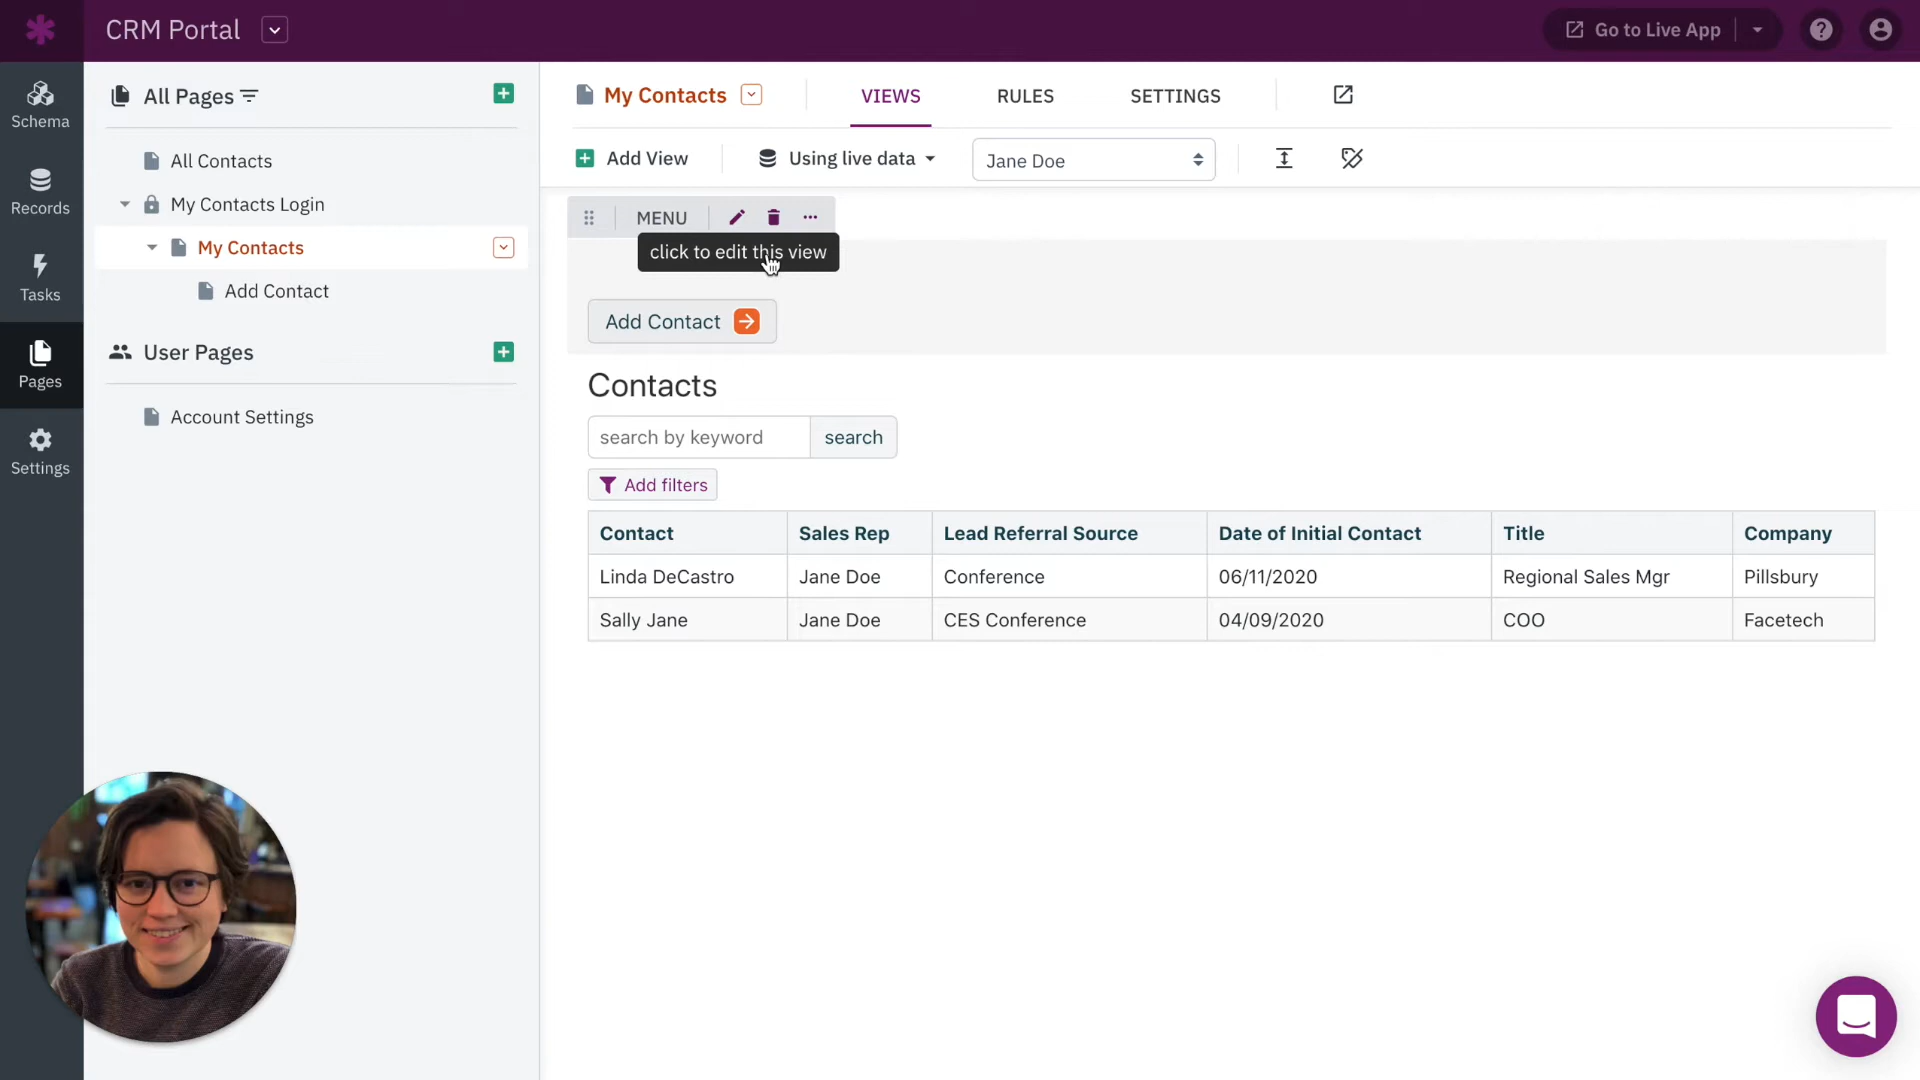 CRM Portal
Go to Live App
Schema
Records
Tasks
Pages
Settings
All Pages
All Contacts
My Contacts Login
My Contacts
Add Contact
User Pages
Account Settings
My Contacts
VIEWS
RULES
SETTINGS
Add View
Using live data
Jane Doe
MENU
click to edit this view
Add Contact
Contacts
search by keyword
search
Add filters
Contact Sales Rep Lead Referral Source Date of Initial Contact Title Company
Linda DeCastro Jane Doe Conference 06/11/2020 Regional Sales Mgr Pillsbury
Sally Jane Jane Doe CES Conference 04/09/2020 COO Facetech